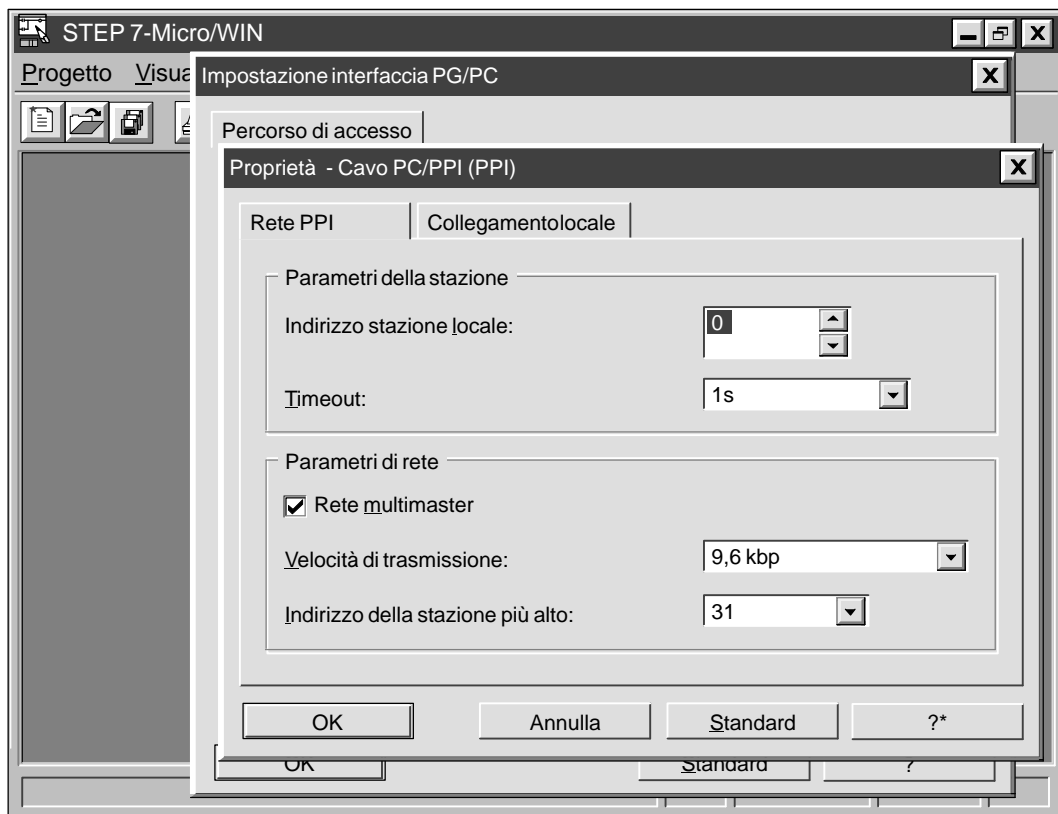 STEP 7-Micro/WIN
Progetto Visua
Impostazione interfaccia PG/PC
Percorso di accesso
Proprietà - Cavo PC/PPI (PPI)
Rete PPI Collegamentolocale
Parametri della stazione
Indirizzo stazione locale: 0
Timeout: 1s
Parametri di rete
Rete multimaster
Velocità di trasmissione: 9,6 kbp
Indirizzo della stazione più alto: 31
OK Annulla Standard ?*
OK Standard ?